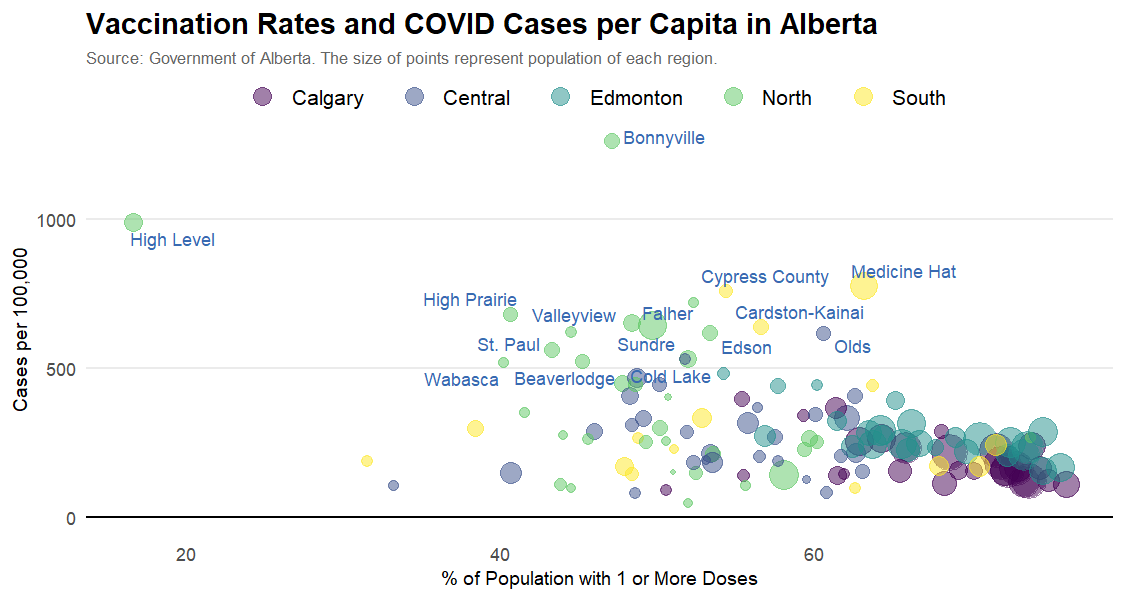 Vaccination Rates and COVID Cases per Capita in Alberta
Source: Government of Alberta. The size of points represent population of each region.
Calgary Central Edmonton North South
Bonnyville
1000
High Level
Cypress County Medicine Hat
High Prairie
Valleyview Falher Cardston-Kainai
St. Paul Sundre Edson Olds
500
Wabasca Beaverlodge Cold Lake
0
20 40 60
% of Population with 1 or More Doses
Cases per 100,000